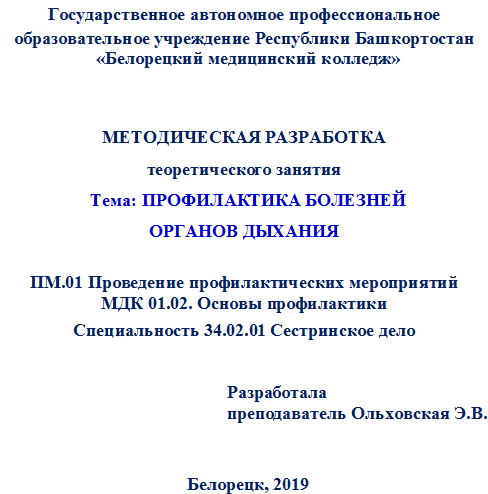 Государственное автономное профессиональное
образовательное учреждение Республики Башкортостан
«Белорецкий медицинский колледж»
МЕТОДИЧЕСКАЯ РАЗРАБОТКА
теоретического занятия
Тема: ПРОФИЛАКТИКА БОЛЕЗНЕЙ
ОРГАНОВ ДЫХАНИЯ
ПМ.01 Проведение профилактических мероприятий
МДК 01.02. Основы профилактики
Специальность 34.02.01 Сестринское дело
Разработала
преподаватель Ольховская Э.В.
Белорецк, 2019